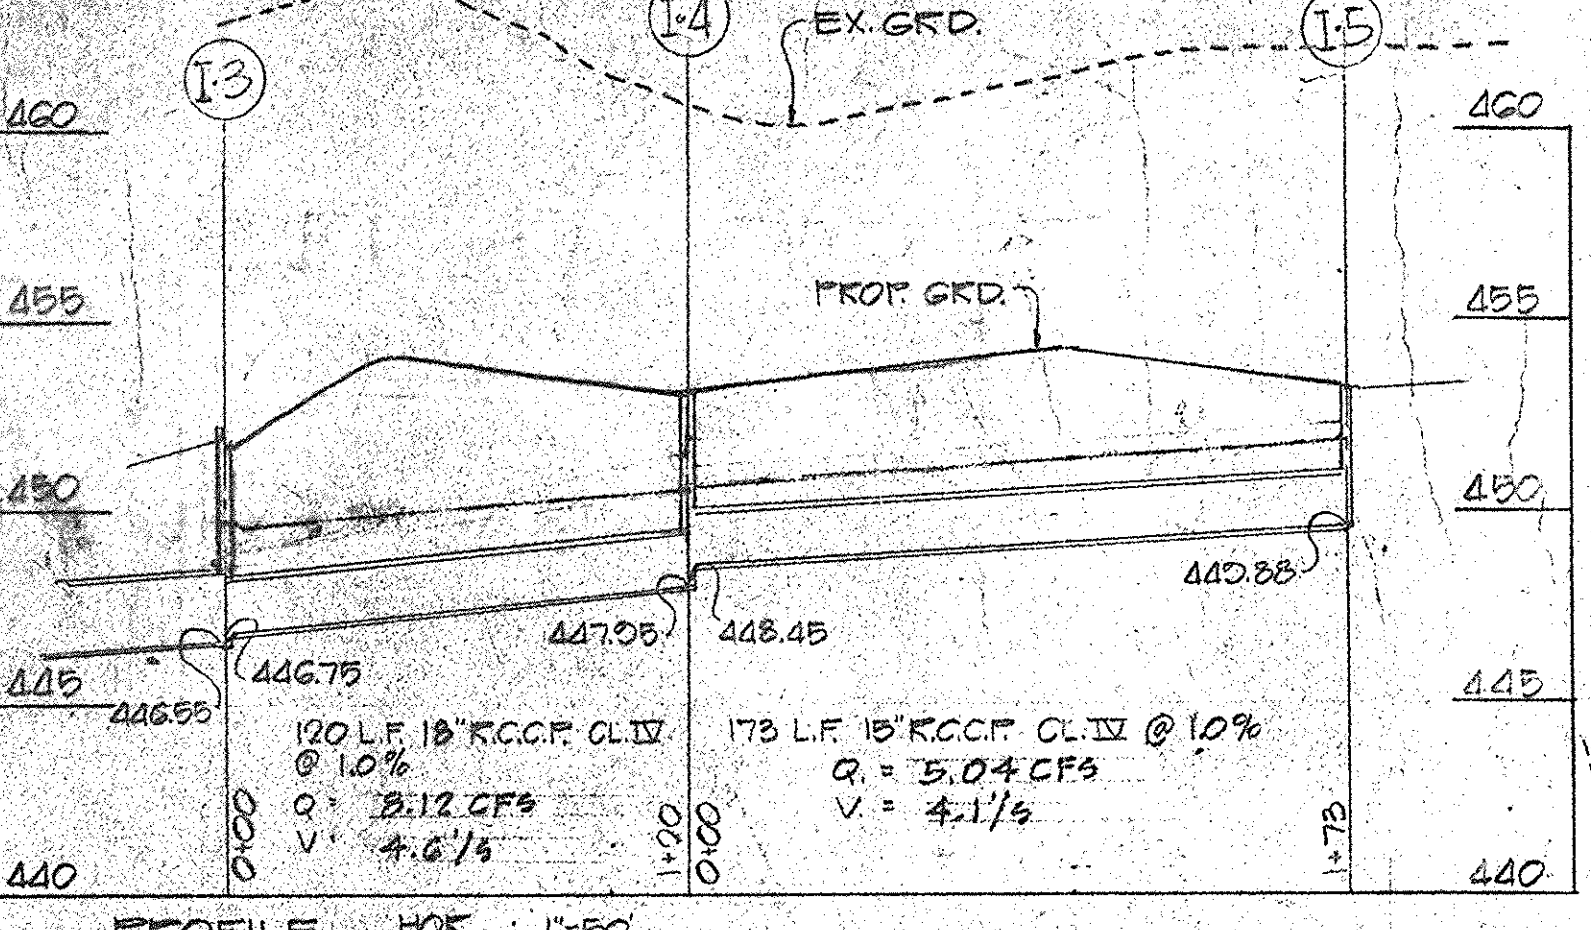 I-3
I-4
EX. GRD.
I-5
460
460
455
PROP. GRD.
455
450
450
449.88
447.95
448.45
446.75
445
446.55
445
120 L.F. 18" R.C.C.P. CL. IV
@ 1.0%
Q = 8.12 CFS
V = 4.6'/s
173 L.F. 15" R.C.C.P. CL. IV @ 1.0%
Q. = 5.04 CFS
V. = 4.1'/s
0+00
1+20
0+00
1+73
440
440
PROFILE HOR. : 1"=50'